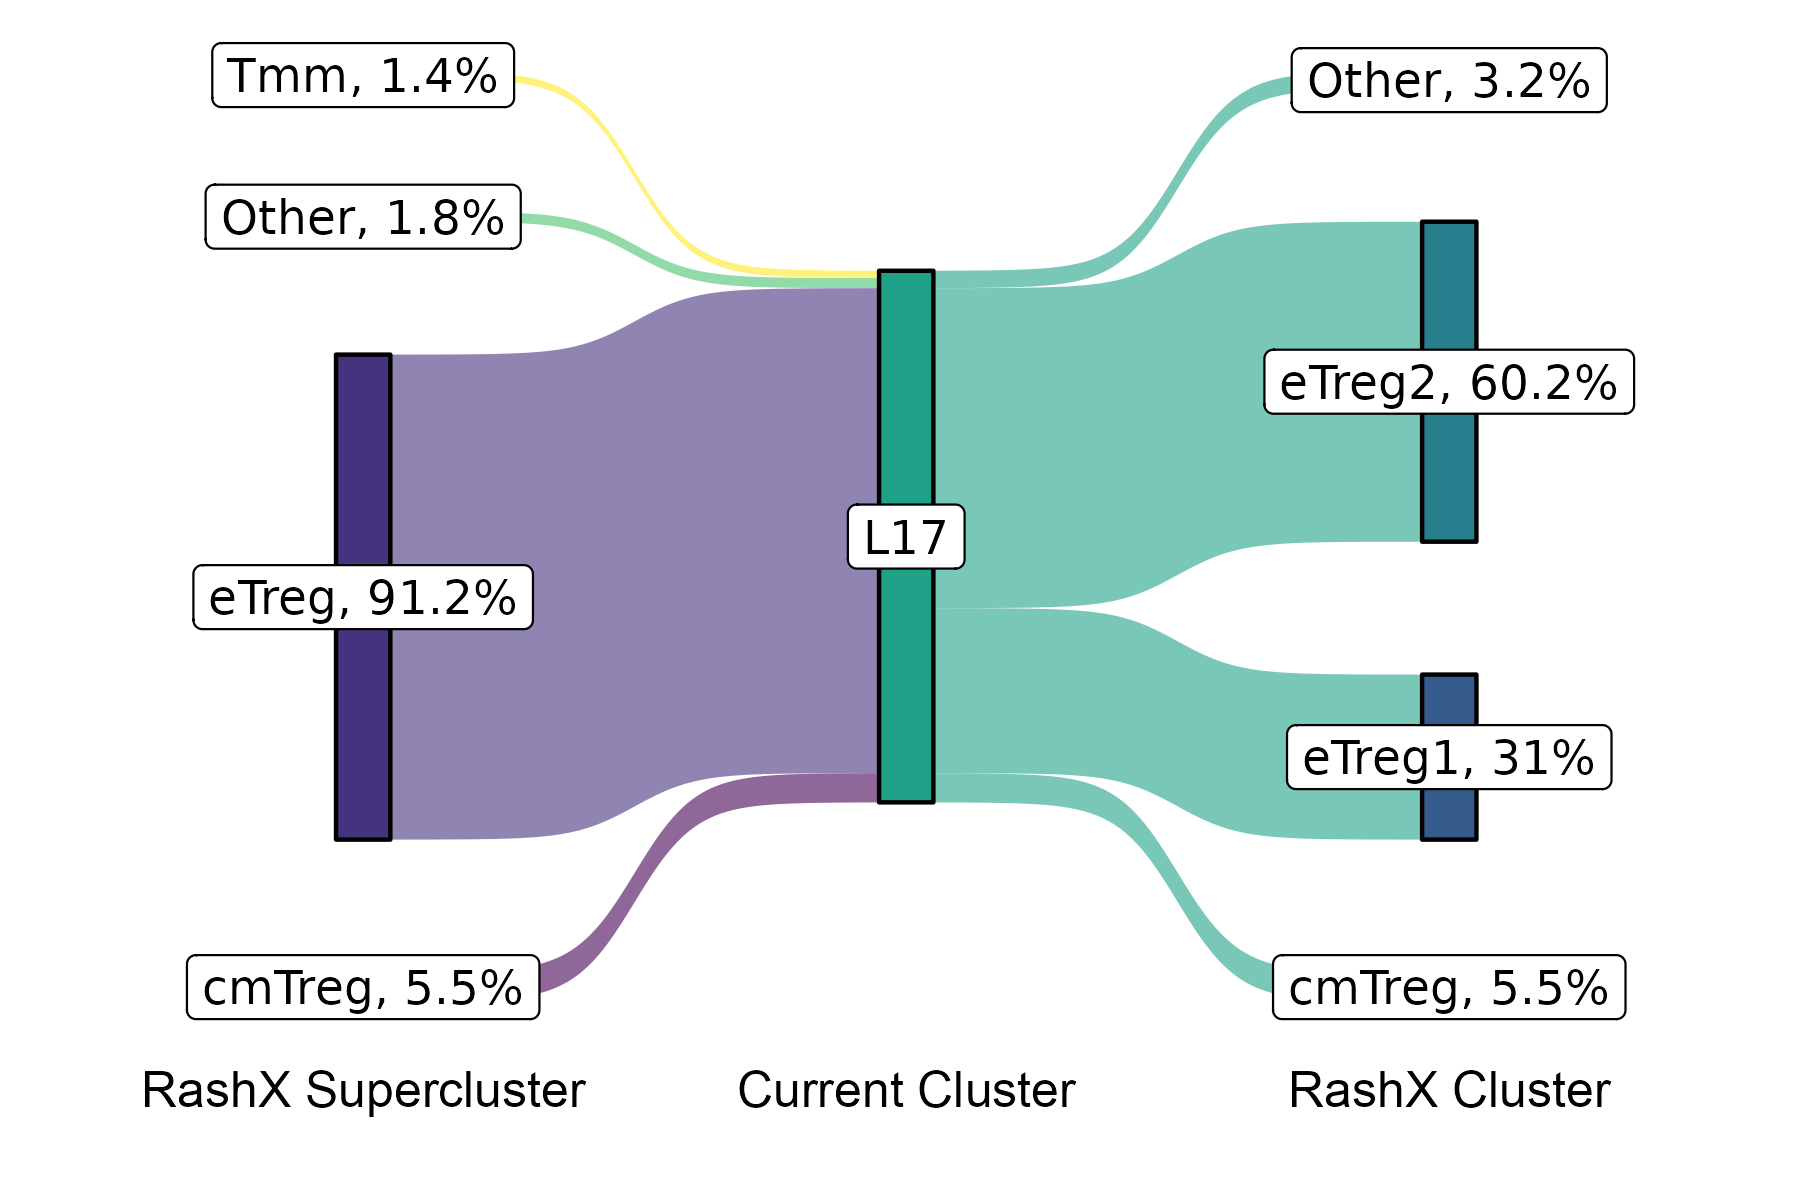 Tmm, 1.4%
Other, 1.8%
eTreg, 91.2%
cmTreg, 5.5%
L17
Other, 3.2%
eTreg2, 60.2%
eTreg1, 31%
cmTreg, 5.5%
RashX Supercluster
Current Cluster
RashX Cluster